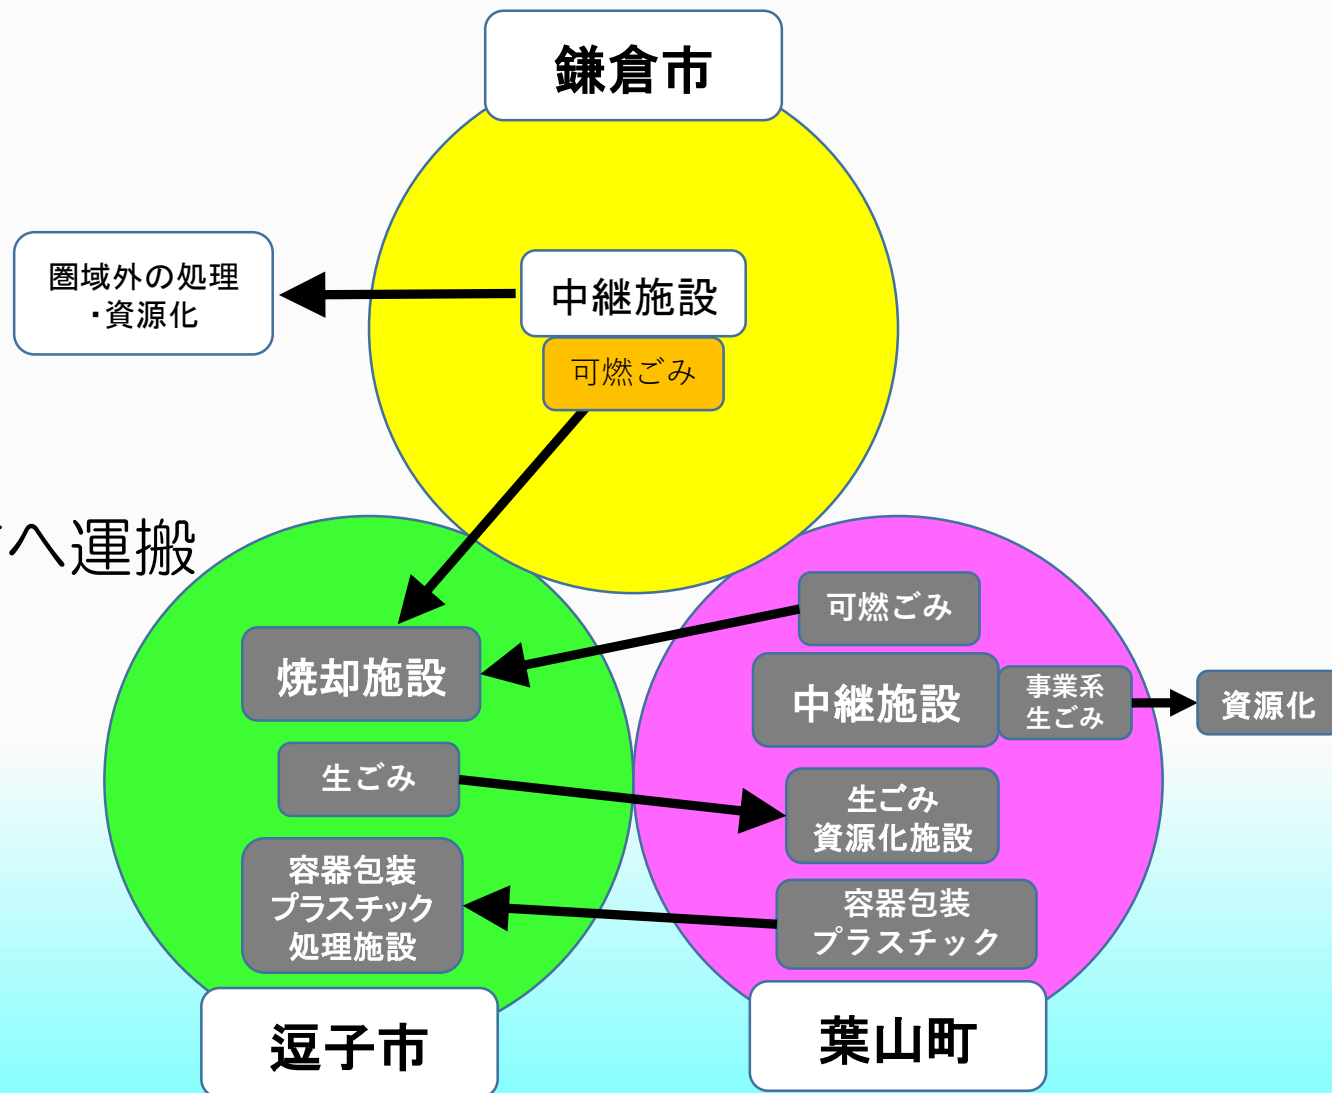 鎌倉市
圏域外の処理
・資源化
中継施設
可燃ごみ
へ運搬
焼却施設
生ごみ
容器包装
プラスチック
処理施設
逗子市
可燃ごみ
中継施設
事業系
生ごみ
資源化
生ごみ
資源化施設
容器包装
プラスチック
葉山町